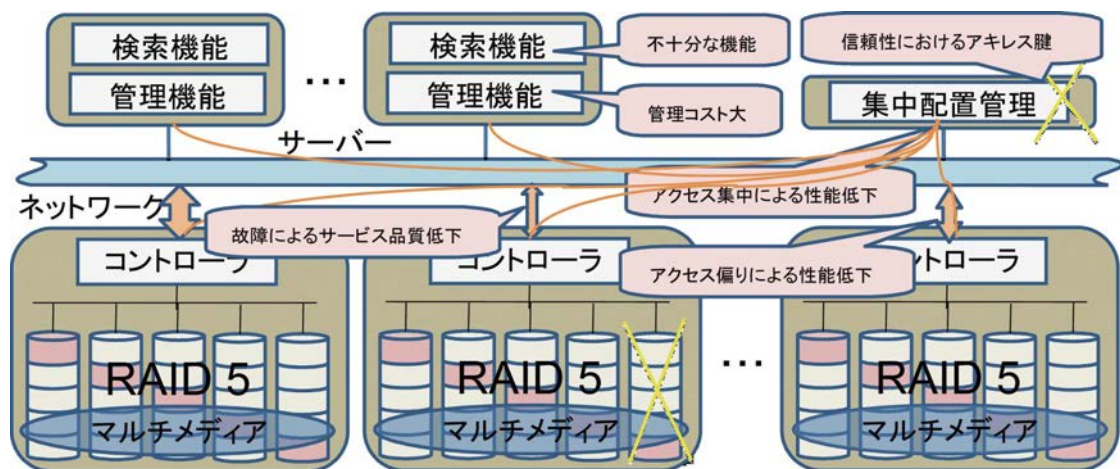 検索機能
管理機能
...
検索機能
管理機能
不十分な機能
管理コスト大
信頼性におけるアキレス腱
集中配置管理
サーバー
ネットワーク
アクセス集中による性能低下
故障によるサービス品質低下
アクセス偏りによる性能低下
コントローラ
コントローラ
ントローラ
RAID 5
マルチメディア
RAID 5
マルチメディア
...
RAID 5
マルチメディア